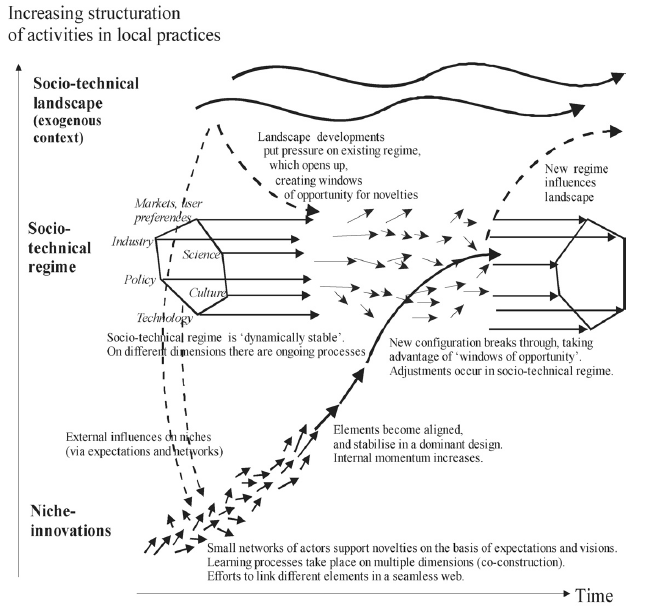 Increasing structuration
of activities in local practices
Socio-technical
landscape
(exogenous
context)
Landscape developments
put pressure on existing regime,
which opens up,
creating windows
of opportunity for novelties
New regime
influences
landscape
Markets, user
preferences
Socio-
technical
regime
Industry
Science
Policy
Culture
Technology
Socio-technical regime is ‘dynamically stable’.
On different dimensions there are ongoing processes
New configuration breaks through, taking
advantage of ‘windows of opportunity’.
Adjustments occur in socio-technical regime.
External influences on niches
(via expectations and networks)
Elements become aligned,
and stabilise in a dominant design.
Internal momentum increases.
Niche-
innovations
Small networks of actors support novelties on the basis of expectations and visions.
Learning processes take place on multiple dimensions (co-construction).
Efforts to link different elements in a seamless web.
Time